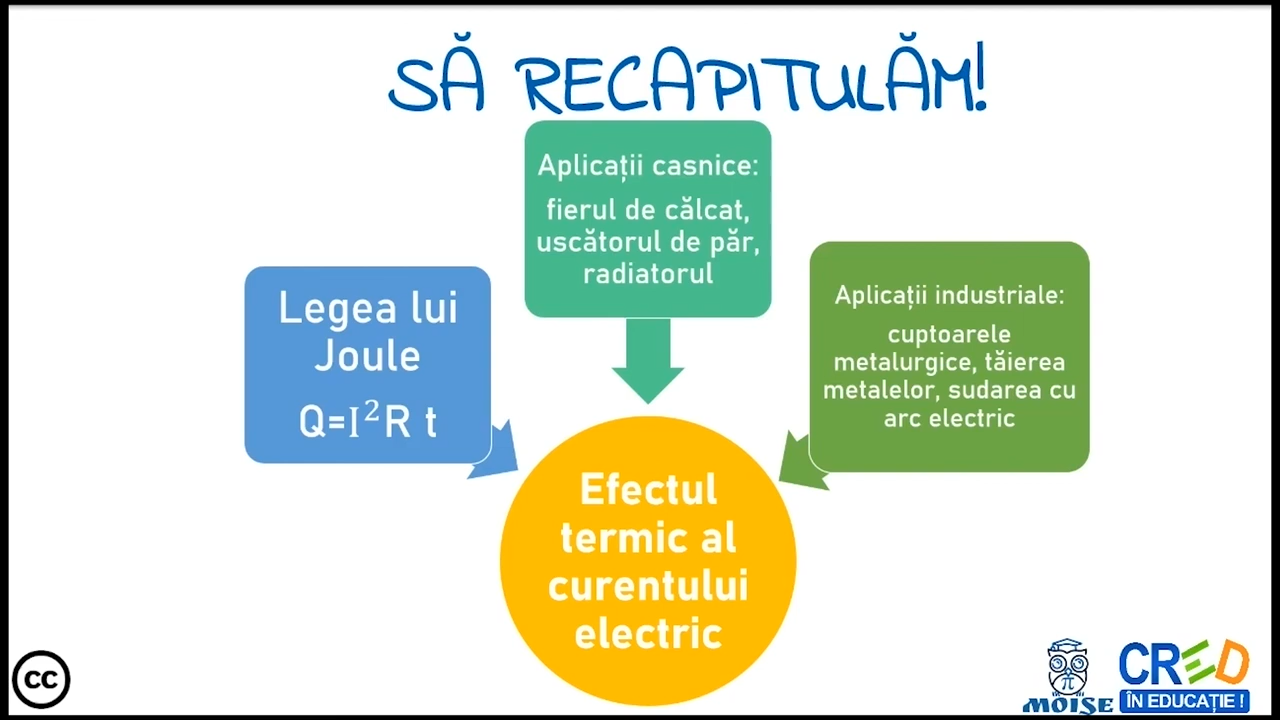 SĂ RECAPITULĂM!
Aplicații casnice:
fierul de călcat,
uscătorul de păr,
radiatorul
Legea lui
Joule
Q=I²R t
Aplicații industriale:
cuptoarele
metalurgice, tăierea
metalelor, sudarea cu
arc electric
Efectul
termic al
curentului
electric
cc
π
MOISE
CRED
ÎN EDUCAȚIE!